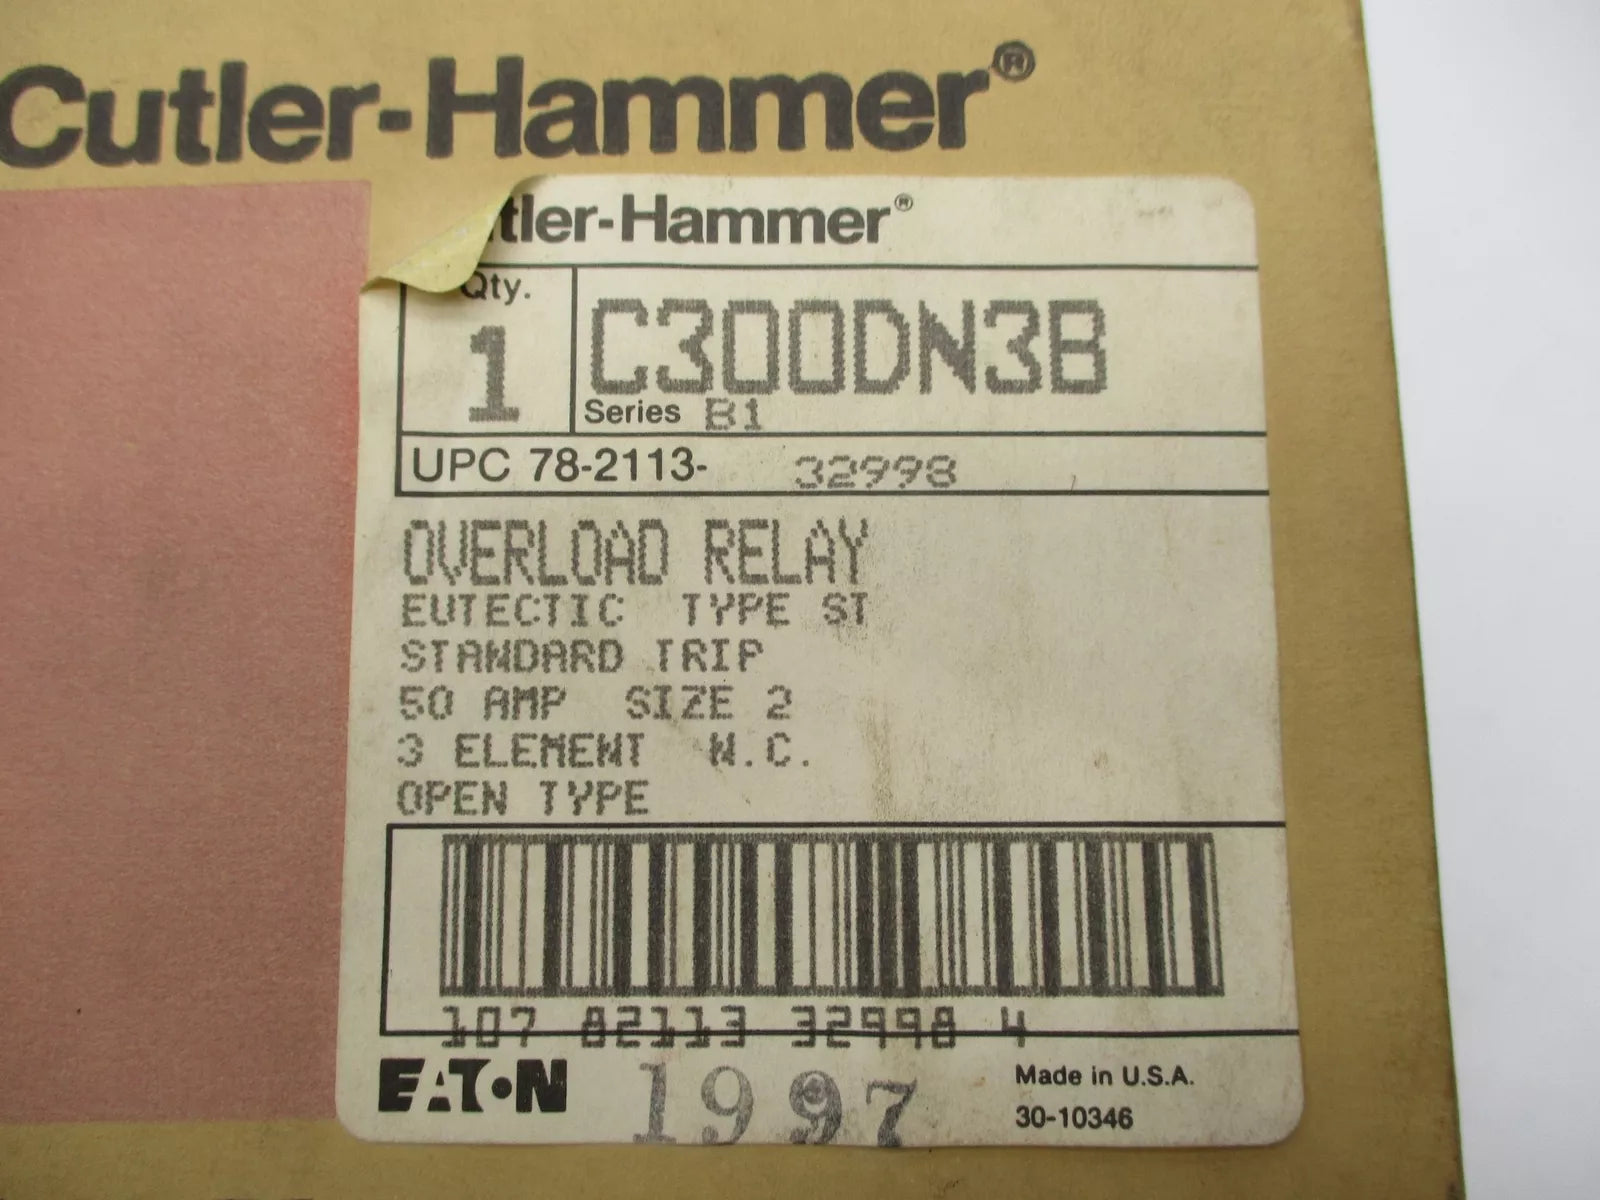 Cutler-Hammer®
tler-Hammer®
Qty.
1
C300DN3B
Series B1
UPC 78-2113- 32998
OVERLOAD RELAY
EUTECTIC TYPE ST
STANDARD TRIP
50 AMP SIZE 2
3 ELEMENT N.C.
OPEN TYPE
107 82113 32998 4
EATON
1997
Made in U.S.A.
30-10346